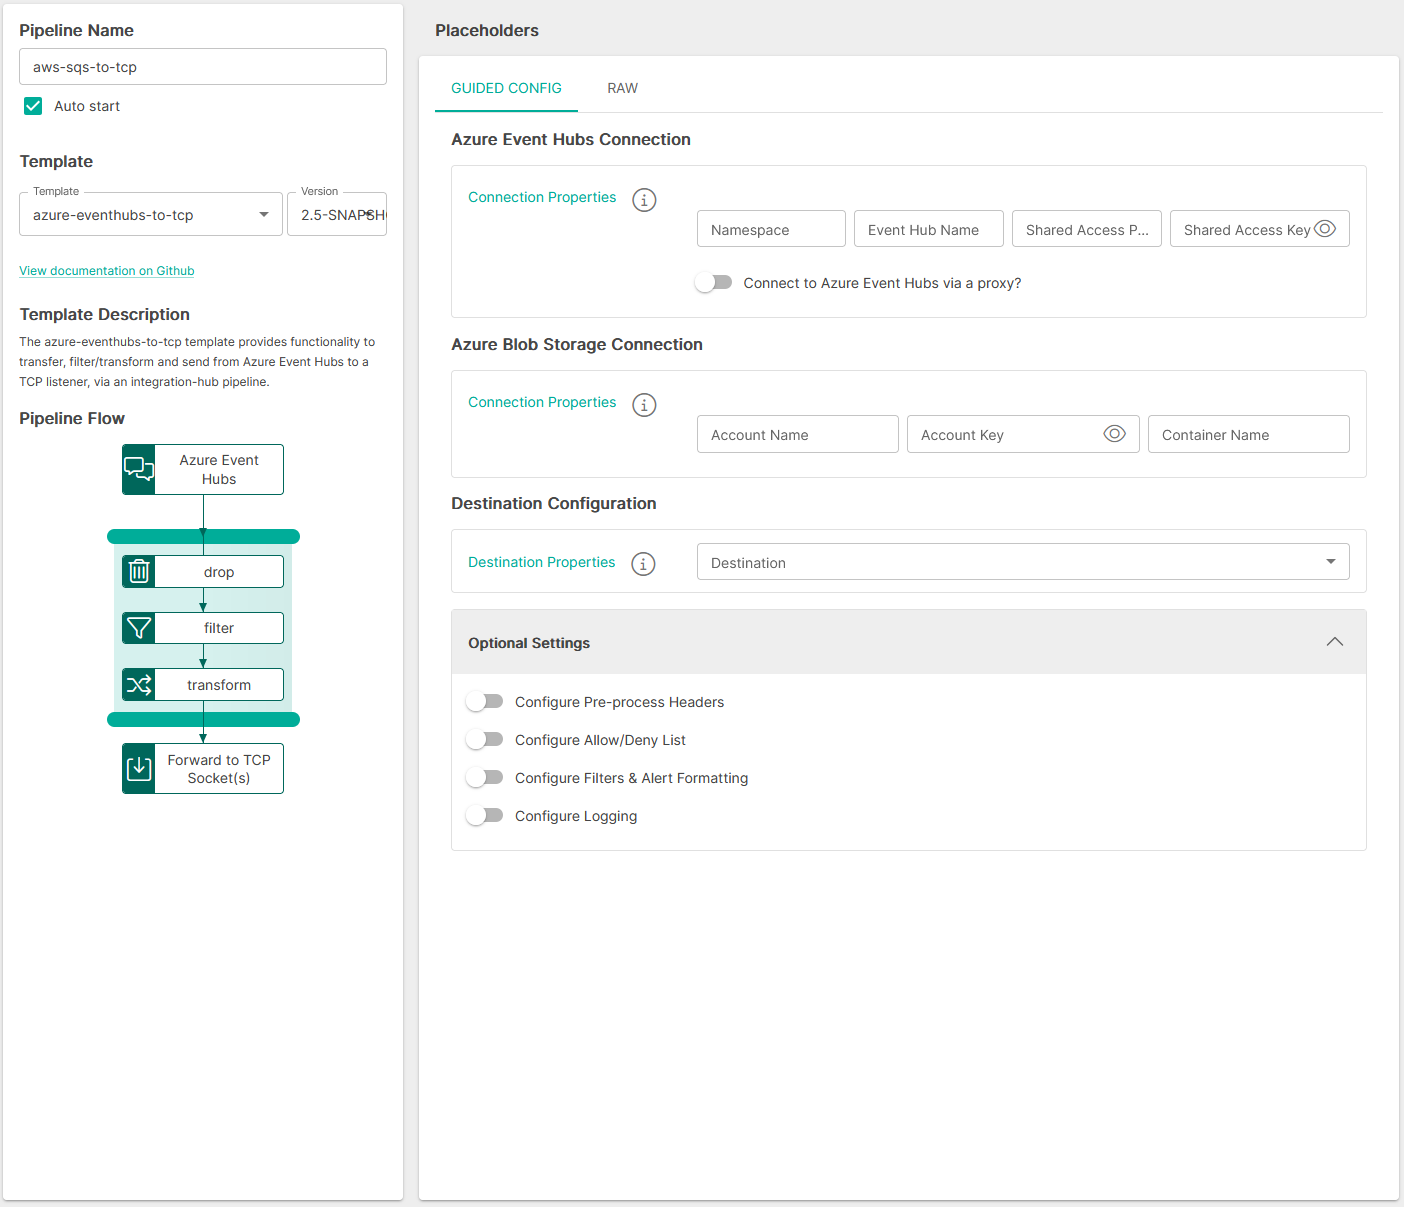 Pipeline Name
aws-sqs-to-tcp
Auto start
Template
Template
azure-eventhubs-to-tcp
Version
2.5-SNAPSH
View documentation on Github
Template Description
The azure-eventhubs-to-tcp template provides functionality to
transfer, filter/transform and send from Azure Event Hubs to a
TCP listener, via an integration-hub pipeline.
Pipeline Flow
Azure Event
Hubs
drop
filter
transform
Forward to TCP
Socket(s)
Placeholders
GUIDED CONFIG
RAW
Azure Event Hubs Connection
Connection Properties
Namespace
Event Hub Name
Shared Access P...
Shared Access Key
Connect to Azure Event Hubs via a proxy?
Azure Blob Storage Connection
Connection Properties
Account Name
Account Key
Container Name
Destination Configuration
Destination Properties
Destination
Optional Settings
Configure Pre-process Headers
Configure Allow/Deny List
Configure Filters & Alert Formatting
Configure Logging